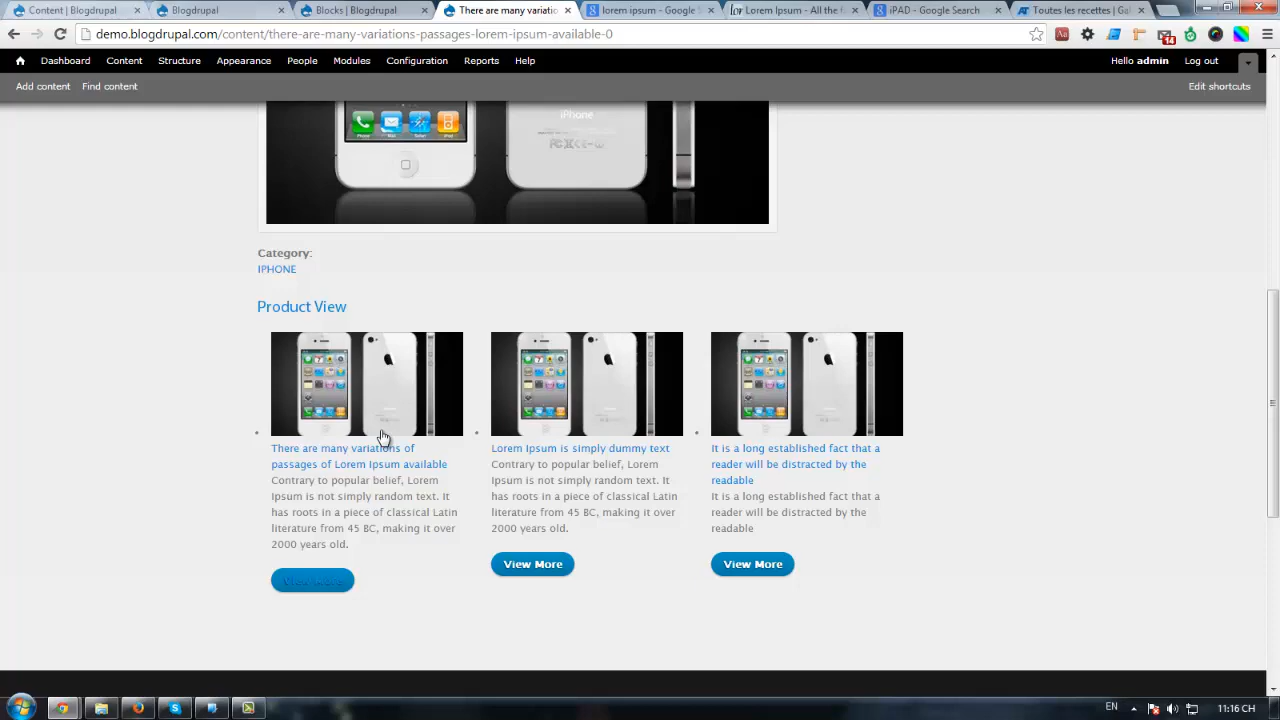 Content | Blogdrupal
Blogdrupal
Blocks | Blogdrupal
There are many variatio
lorem ipsum - Google S
Lorem Ipsum - All the
iPAD - Google Search
Toutes les recettes | Ga
demo.blogdrupal.com/content/there-are-many-variations-passages-lorem-ipsum-available-0
14
Dashboard Content Structure Appearance People Modules Configuration Reports Help
Hello admin Log out
Add content Find content
Edit shortcuts
iPhone
Category:
IPHONE
Product View
There are many variations of
passages of Lorem Ipsum available
Contrary to popular belief, Lorem
Ipsum is not simply random text. It
has roots in a piece of classical Latin
literature from 45 BC, making it over
2000 years old.
View More
Lorem Ipsum is simply dummy text
Contrary to popular belief, Lorem
Ipsum is not simply random text. It
has roots in a piece of classical Latin
literature from 45 BC, making it over
2000 years old.
View More
It is a long established fact that a
reader will be distracted by the
readable
It is a long established fact that a
reader will be distracted by the
readable
View More
EN
11:16 CH